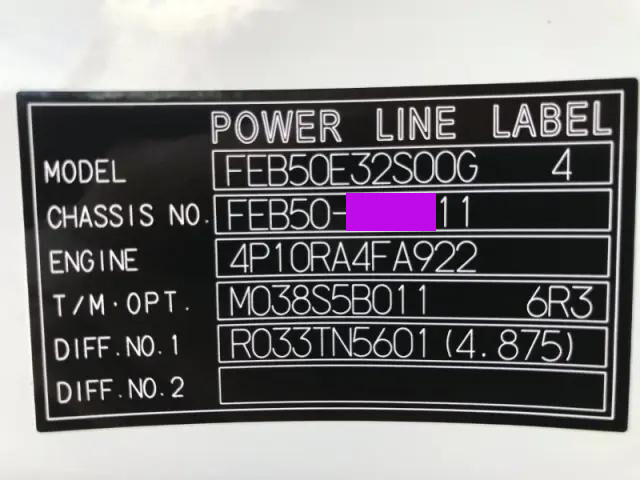 POWER LINE LABEL
MODEL FEB50E32S00G 4
CHASSIS NO. FEB50- 11
ENGINE 4P10RA4FA922
T/M·OPT. M038S5B011 6R3
DIFF.NO.1 R033TN5601(4.875)
DIFF.NO.2